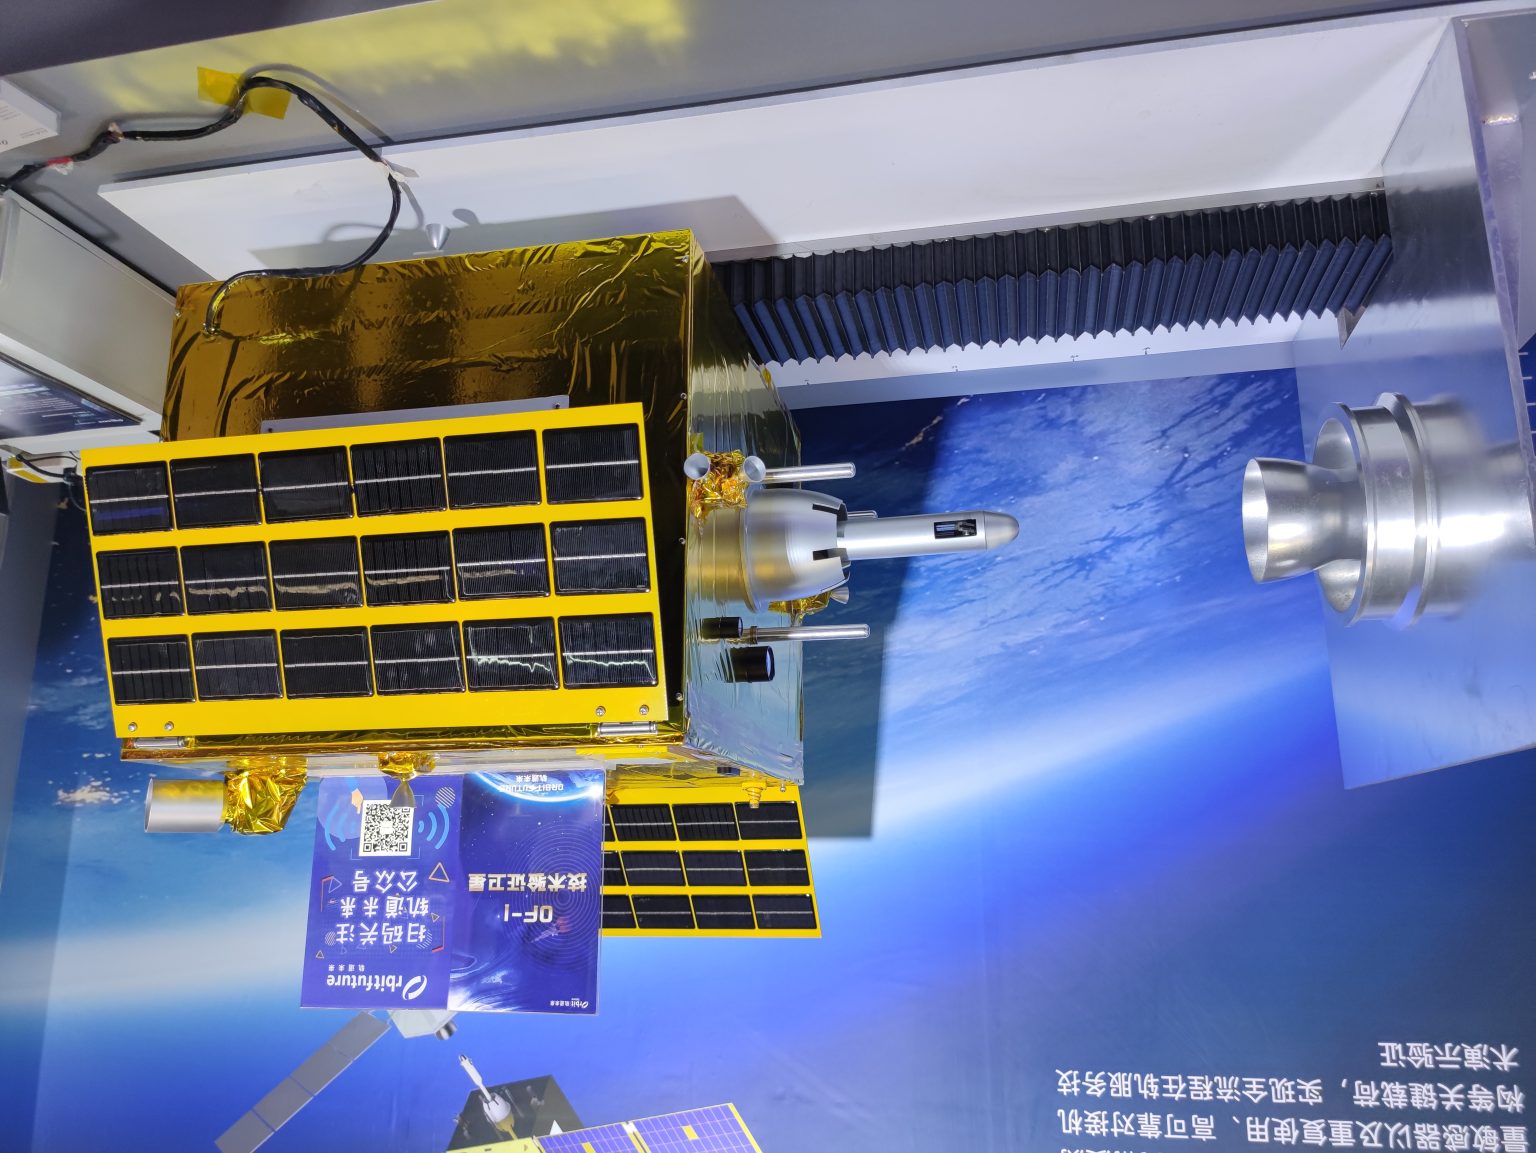 量敏感器以及重复使用、高可靠对接机
构等关键载荷，实现全流程在轨服务技
术演示验证
Orbit 轨道未来
OF-1
技术验证卫星
ORBIT FUTURE
轨道未来
Orbitfuture
轨道未来
扫码关注
轨道未来
公众号